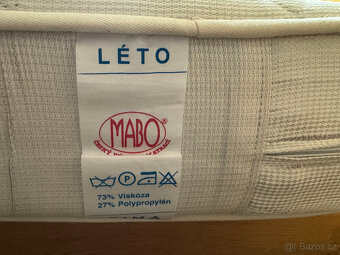 LÉTO
MABO
P
73% Viskóza
27% Polypropylén
Bazos.cz